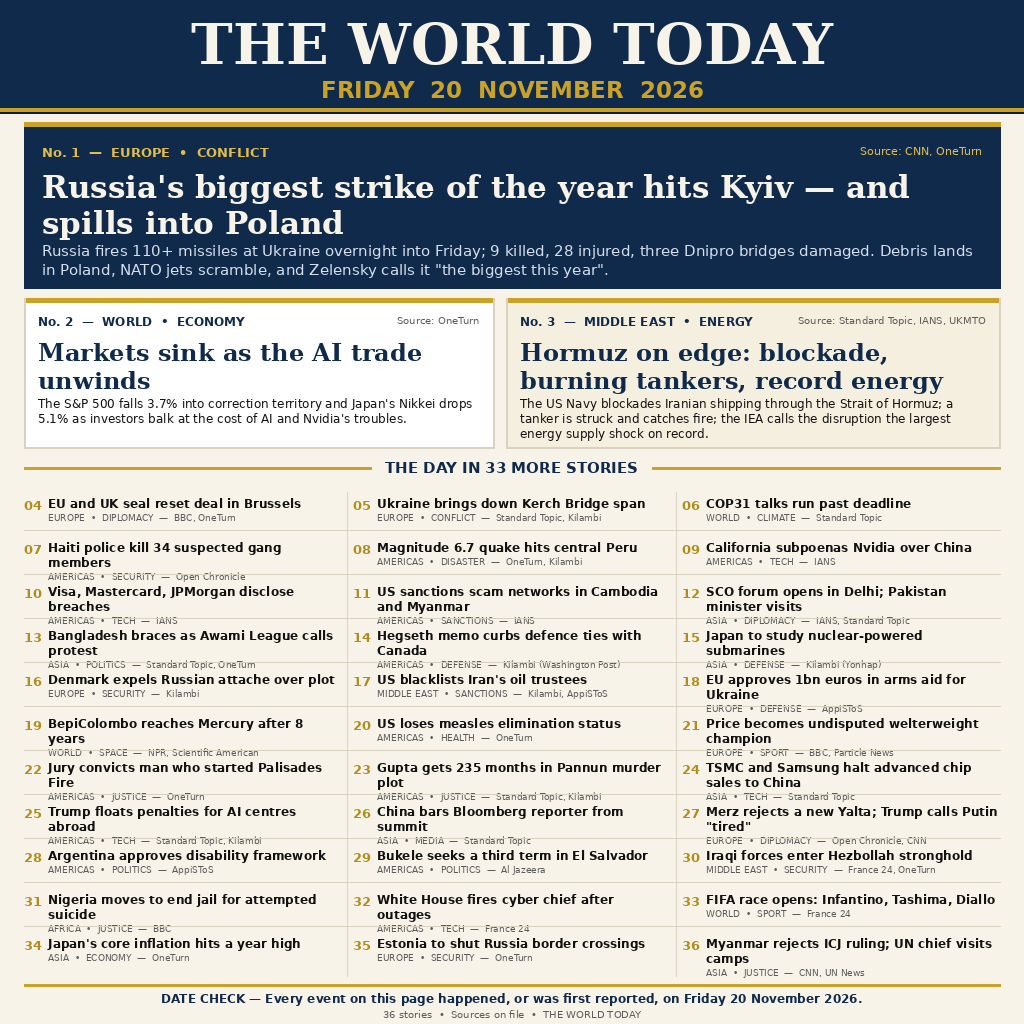 THE WORLD TODAY
FRIDAY 20 NOVEMBER 2026
No. 1 — EUROPE • CONFLICT
Source: CNN, OneTurn
Russia's biggest strike of the year hits Kyiv — and
spills into Poland
Russia fires 110+ missiles at Ukraine overnight into Friday; 9 killed, 28 injured, three Dnipro bridges damaged. Debris lands
in Poland, NATO jets scramble, and Zelensky calls it "the biggest this year".
No. 2 — WORLD • ECONOMY
Source: OneTurn
Markets sink as the AI trade
unwinds
The S&P 500 falls 3.7% into correction territory and Japan's Nikkei drops
5.1% as investors balk at the cost of AI and Nvidia's troubles.
No. 3 — MIDDLE EAST • ENERGY
Source: Standard Topic, IANS, UKMTO
Hormuz on edge: blockade,
burning tankers, record energy
The US Navy blockades Iranian shipping through the Strait of Hormuz; a
tanker is struck and catches fire; the IEA calls the disruption the largest
energy supply shock on record.
THE DAY IN 33 MORE STORIES
04 EU and UK seal reset deal in Brussels
EUROPE • DIPLOMACY — BBC, OneTurn
05 Ukraine brings down Kerch Bridge span
EUROPE • CONFLICT — Standard Topic, Kilambi
06 COP31 talks run past deadline
WORLD • CLIMATE — Standard Topic
07 Haiti police kill 34 suspected gang
members
AMERICAS • SECURITY — Open Chronicle
08 Magnitude 6.7 quake hits central Peru
AMERICAS • DISASTER — OneTurn, Kilambi
09 California subpoenas Nvidia over China
AMERICAS • TECH — IANS
10 Visa, Mastercard, JPMorgan disclose
breaches
AMERICAS • TECH — IANS
11 US sanctions scam networks in Cambodia
and Myanmar
AMERICAS • SANCTIONS — IANS
12 SCO forum opens in Delhi; Pakistan
minister visits
ASIA • DIPLOMACY — IANS, Standard Topic
13 Bangladesh braces as Awami League calls
protest
ASIA • POLITICS — Standard Topic, OneTurn
14 Hegseth memo curbs defence ties with
Canada
AMERICAS • DEFENSE — Kilambi (Washington Post)
15 Japan to study nuclear-powered
submarines
ASIA • DEFENSE — Kilambi (Yonhap)
16 Denmark expels Russian attache over plot
EUROPE • SECURITY — Kilambi
17 US blacklists Iran's oil trustees
MIDDLE EAST • SANCTIONS — Kilambi, AppiSToS
18 EU approves 1bn euros in arms aid for
Ukraine
EUROPE • DEFENSE — AppiSToS
19 BepiColombo reaches Mercury after 8
years
WORLD • SPACE — NPR, Scientific American
20 US loses measles elimination status
AMERICAS • HEALTH — OneTurn
21 Price becomes undisputed welterweight
champion
EUROPE • SPORT — BBC, Particle News
22 Jury convicts man who started Palisades
Fire
AMERICAS • JUSTICE — OneTurn
23 Gupta gets 235 months in Pannun murder
plot
AMERICAS • JUSTICE — Standard Topic, Kilambi
24 TSMC and Samsung halt advanced chip
sales to China
ASIA • TECH — Standard Topic
25 Trump floats penalties for AI centres
abroad
AMERICAS • TECH — Standard Topic, Kilambi
26 China bars Bloomberg reporter from
summit
ASIA • MEDIA — Standard Topic
27 Merz rejects a new Yalta; Trump calls Putin
"tired"
EUROPE • DIPLOMACY — Open Chronicle, CNN
28 Argentina approves disability framework
AMERICAS • POLITICS — AppiSToS
29 Bukele seeks a third term in El Salvador
AMERICAS • POLITICS — Al Jazeera
30 Iraqi forces enter Hezbollah stronghold
MIDDLE EAST • SECURITY — France 24, OneTurn
31 Nigeria moves to end jail for attempted
suicide
AFRICA • JUSTICE — BBC
32 White House fires cyber chief after
outages
AMERICAS • TECH — France 24
33 FIFA race opens: Infantino, Tashima, Diallo
WORLD • SPORT — France 24
34 Japan's core inflation hits a year high
ASIA • ECONOMY — OneTurn
35 Estonia to shut Russia border crossings
EUROPE • SECURITY — OneTurn
36 Myanmar rejects ICJ ruling; UN chief visits
camps
ASIA • JUSTICE — CNN, UN News
DATE CHECK — Every event on this page happened, or was first reported, on Friday 20 November 2026.
36 stories • Sources on file • THE WORLD TODAY